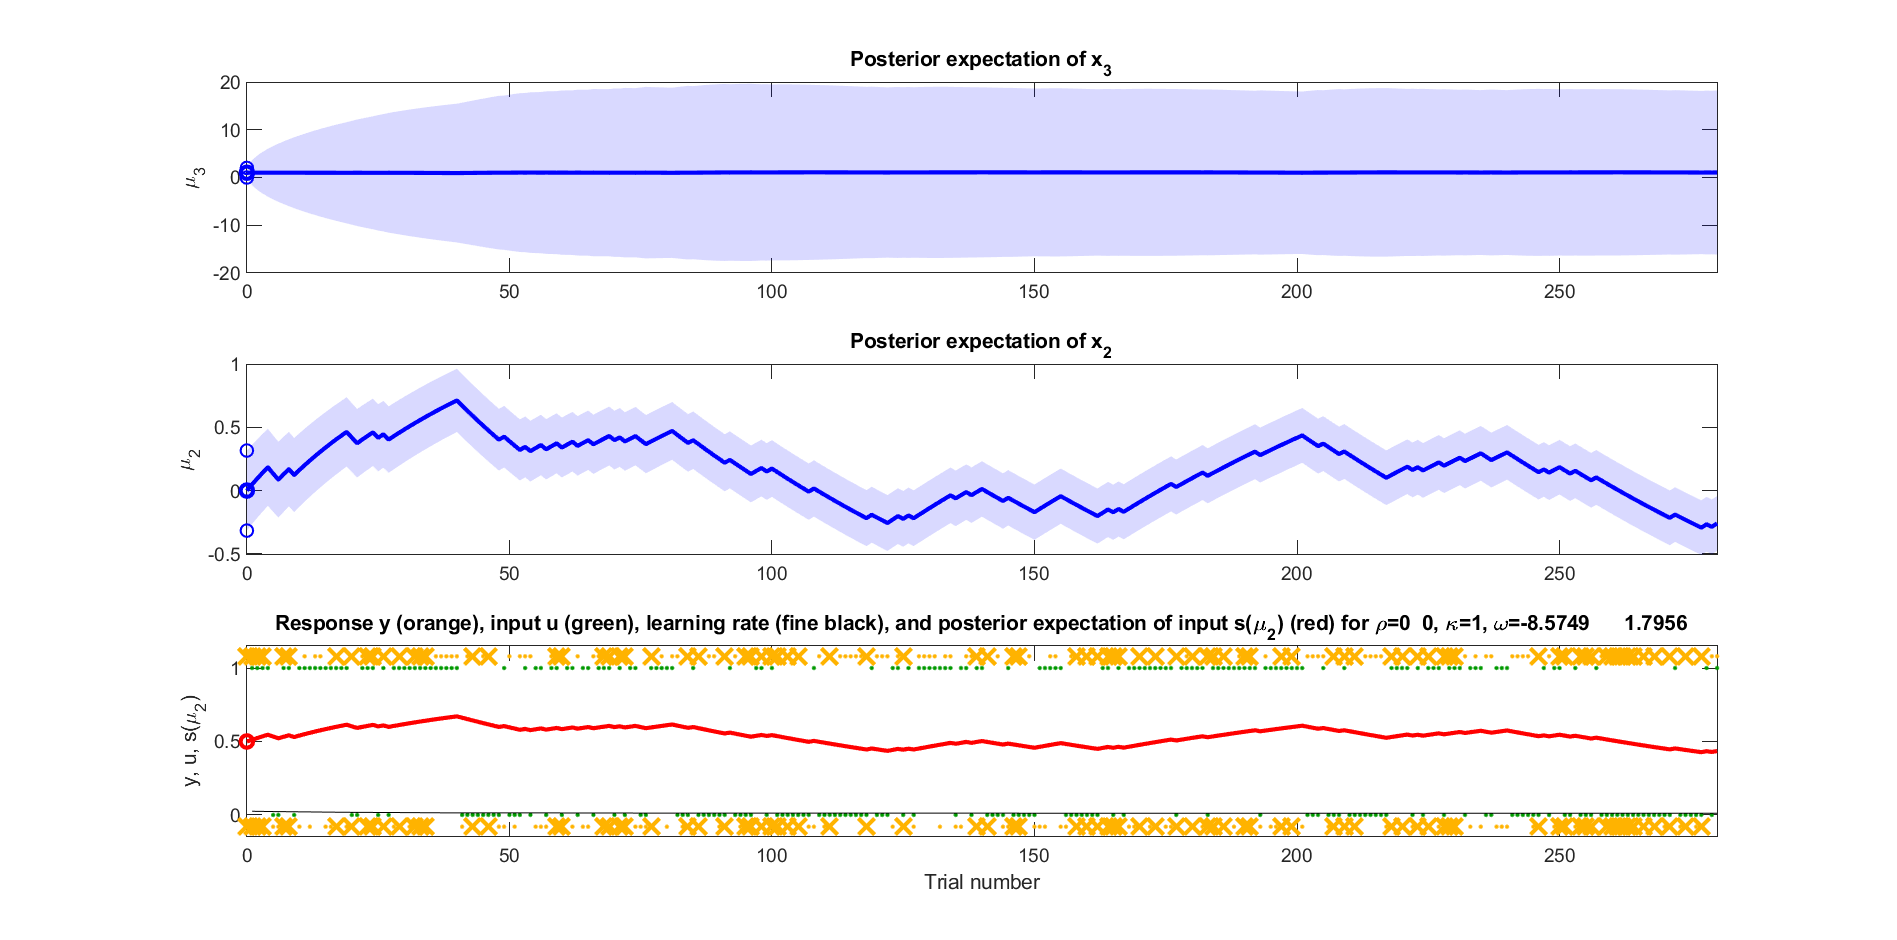 Posterior expectation of x3
20
10
0
-10
-20
μ3
0 50 100 150 200 250
Posterior expectation of x2
1
0.5
0
-0.5
μ2
0 50 100 150 200 250
Response y (orange), input u (green), learning rate (fine black), and posterior expectation of input s(μ2) (red) for ρ=0 0, κ=1, ω=-8.5749 1.7956
1
0.5
0
y, u, s(μ2)
0 50 100 150 200 250
Trial number